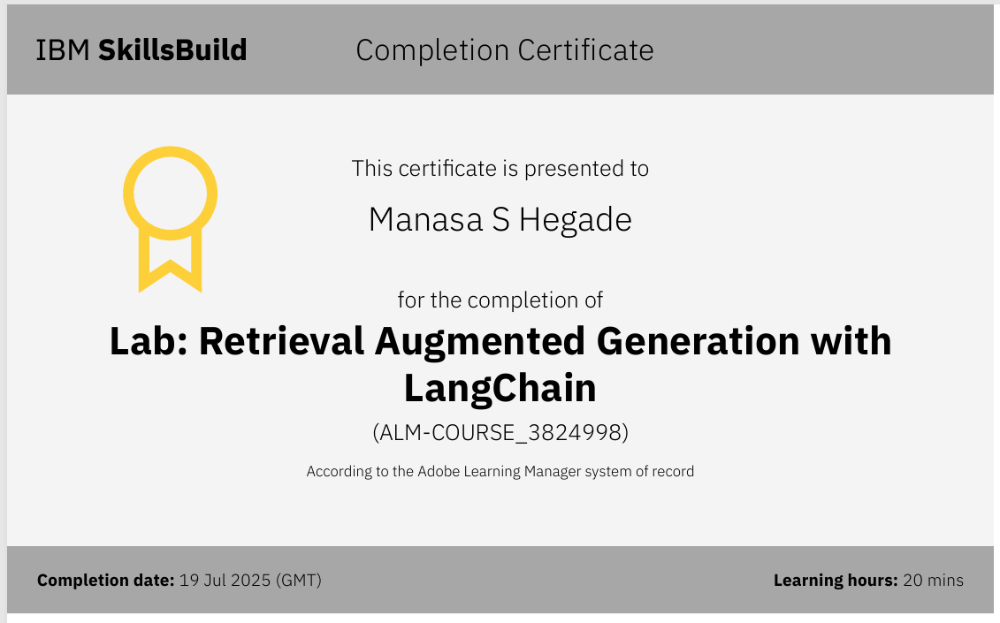 IBM SkillsBuild
Completion Certificate
This certificate is presented to
Manasa S Hegade
for the completion of
Lab: Retrieval Augmented Generation with
LangChain
(ALM-COURSE_3824998)
According to the Adobe Learning Manager system of record
Completion date: 19 Jul 2025 (GMT)
Learning hours: 20 mins